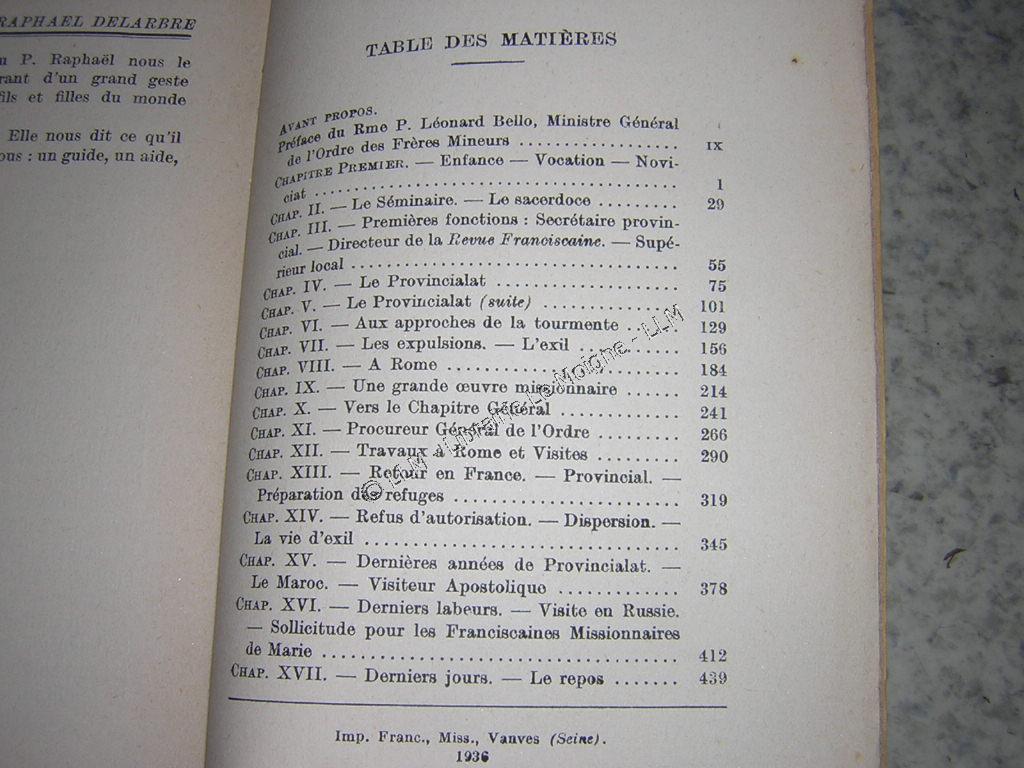 RAPHAEL DELARBRE
u P. Raphaël nous le
rant d'un grand geste
fils et filles du monde
Elle nous dit ce qu'il
ous : un guide, un aide,
TABLE DES MATIÈRES
AVANT PROPOS.
Préface du Rme P. Léonard Bello, Ministre Général
de l'Ordre des Frères Mineurs .................. IX
CHAPITRE PREMIER. — Enfance — Vocation — Novi-
ciat ........................................ 1
CHAP. II. — Le Séminaire. — Le sacerdoce ......... 29
CHAP. III. — Premières fonctions : Secrétaire provin-
cial. — Directeur de la Revue Franciscaine. — Supé-
rieur local .................................... 55
CHAP. IV. — Le Provincialat .................... 75
CHAP. V. — Le Provincialat (suite) ............... 101
CHAP. VI. — Aux approches de la tourmente ...... 129
CHAP. VII. — Les expulsions. — L'exil ........... 156
CHAP. VIII. — A Rome .......................... 184
CHAP. IX. — Une grande œuvre missionnaire ...... 214
CHAP. X. — Vers le Chapitre Général ............. 241
CHAP. XI. — Procureur Général de l'Ordre ......... 266
CHAP. XII. — Travaux à Rome et Visites .......... 290
CHAP. XIII. — Retour en France. — Provincial. —
Préparation des refuges ......................... 319
CHAP. XIV. — Refus d'autorisation. — Dispersion. —
La vie d'exil ................................... 345
CHAP. XV. — Dernières années de Provincialat. —
Le Maroc. — Visiteur Apostolique ............. 378
CHAP. XVI. — Derniers labeurs. — Visite en Russie.
— Sollicitude pour les Franciscaines Missionnaires
de Marie ....................................... 412
CHAP. XVII. — Derniers jours. — Le repos ....... 439
Imp. Franc., Miss., Vanves (Seine).
1936
© LLM - Librairie Le Moigne - LLM